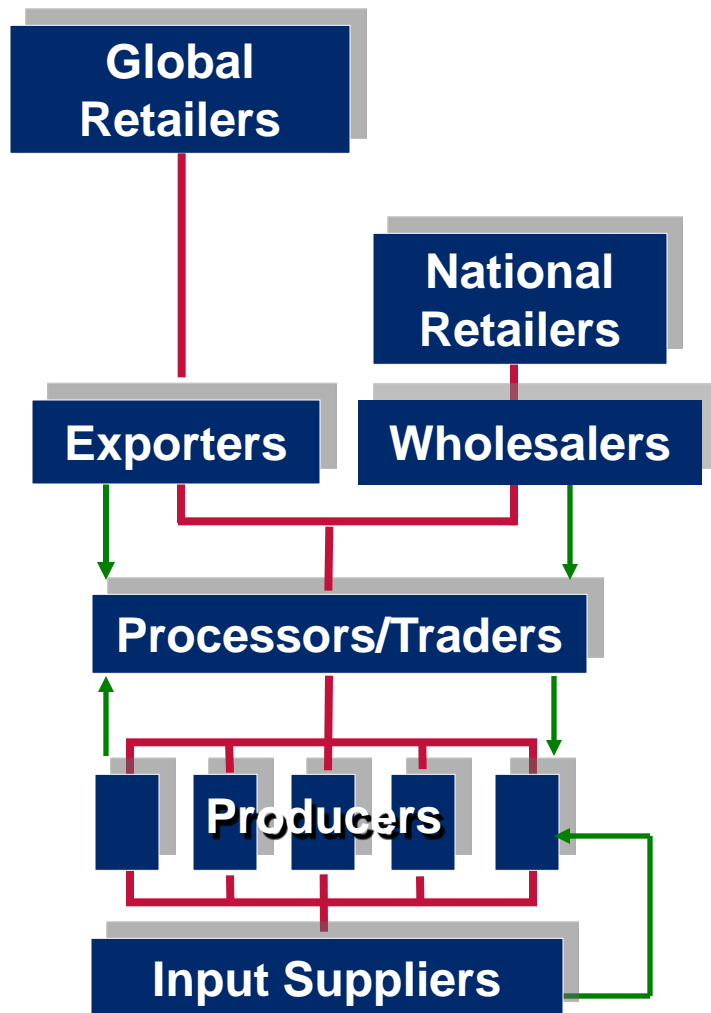 Global
Retailers
National
Retailers
Exporters
Wholesalers
Processors/Traders
Producers
Input Suppliers